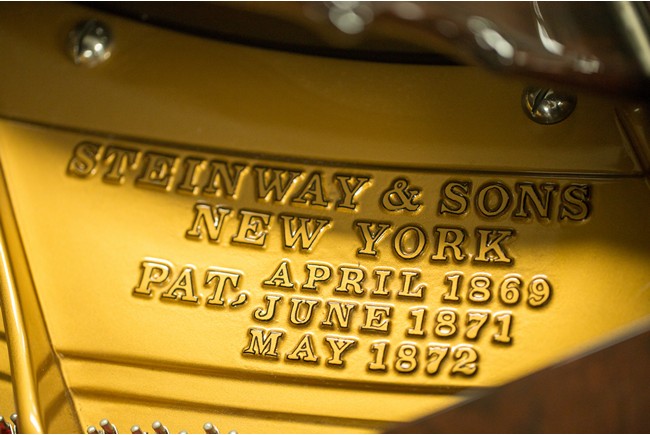 STEINWAY & SONS
NEW YORK
PAT, APRIL 1869
JUNE 1871
MAY 1872